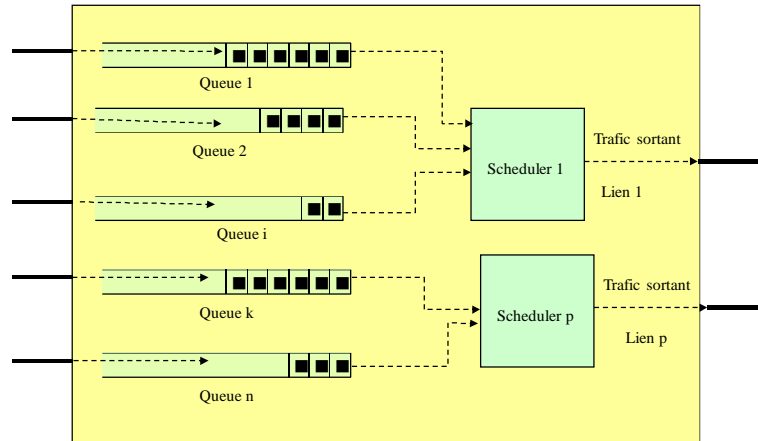 Queue 1
Queue 2
Queue i
Queue k
Queue n
Scheduler 1
Trafic sortant
Lien 1
Scheduler p
Trafic sortant
Lien p